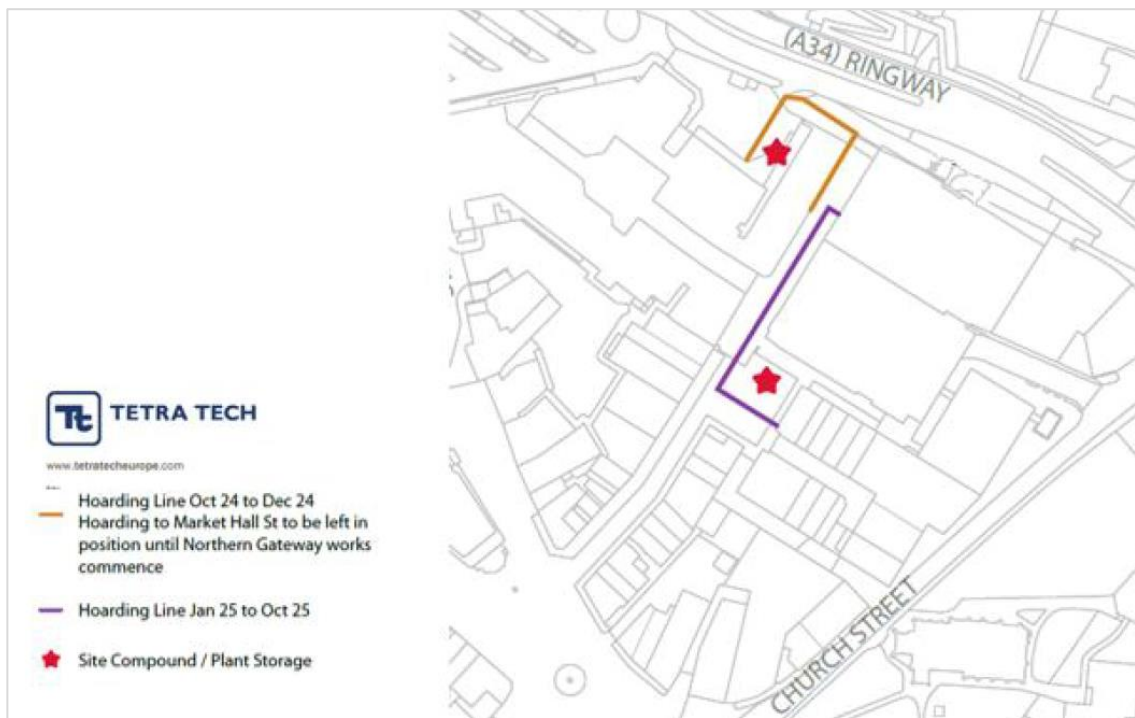 (A34) RINGWAY
Tt TETRA TECH
www.tetratecheurope.com
Hoarding Line Oct 24 to Dec 24
Hoarding to Market Hall St to be left in
position until Northern Gateway works
commence
Hoarding Line Jan 25 to Oct 25
Site Compound / Plant Storage
CHURCH STREET